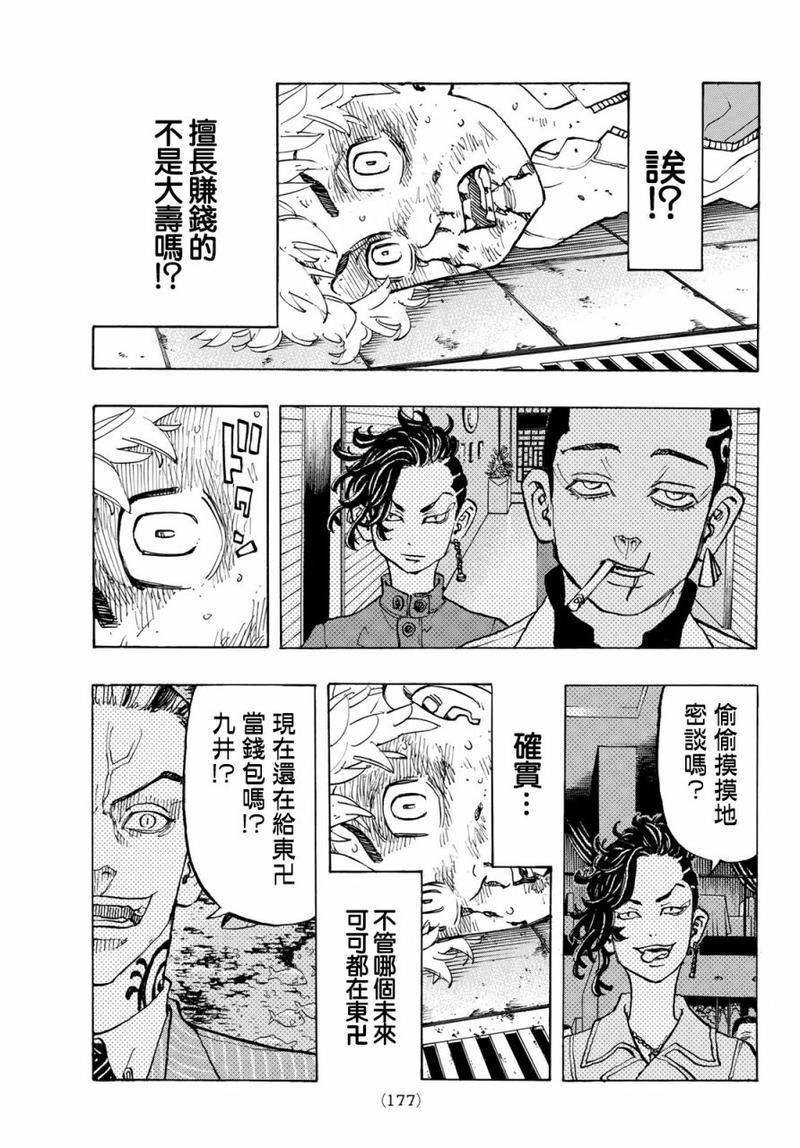 誒!?
擅長賺錢的
不是大壽嗎!?
偷偷摸摸地
密談嗎?
確實…
不管哪個未來
可可都在東卍
現在還在給東卍
當錢包嗎!?
九井!?
(177)